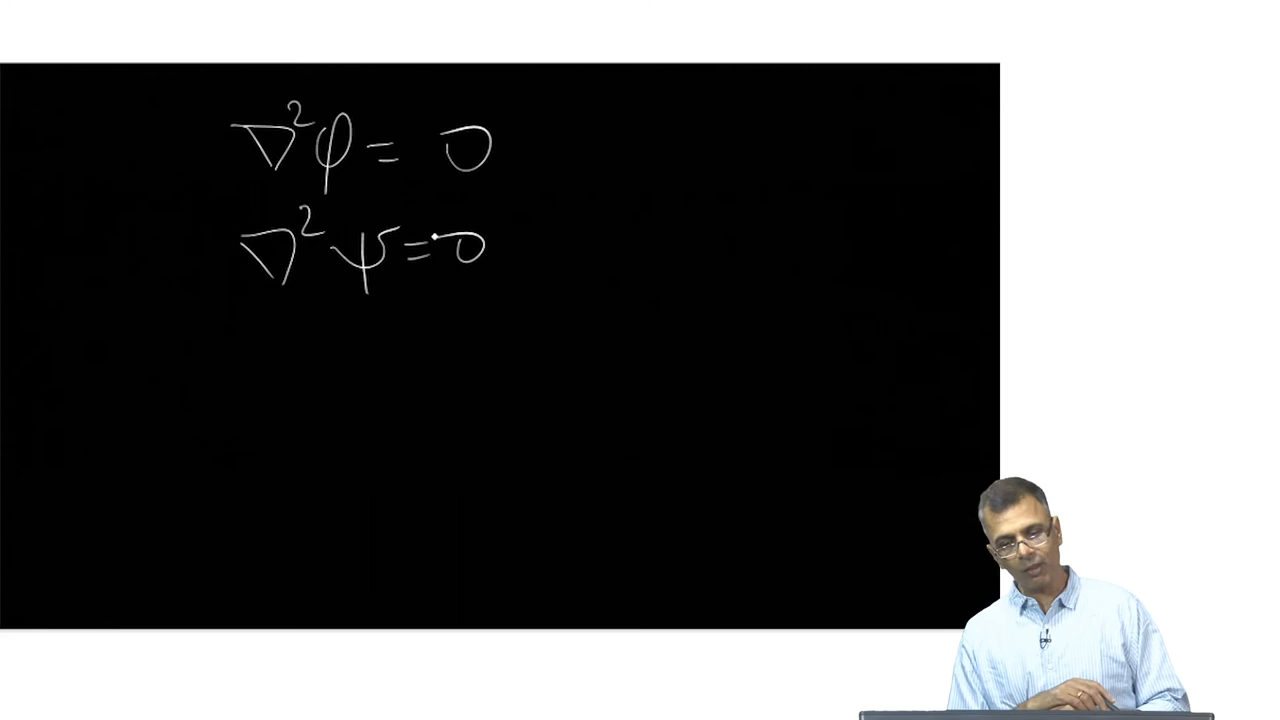 ∇²φ = 0
∇²ψ = 0